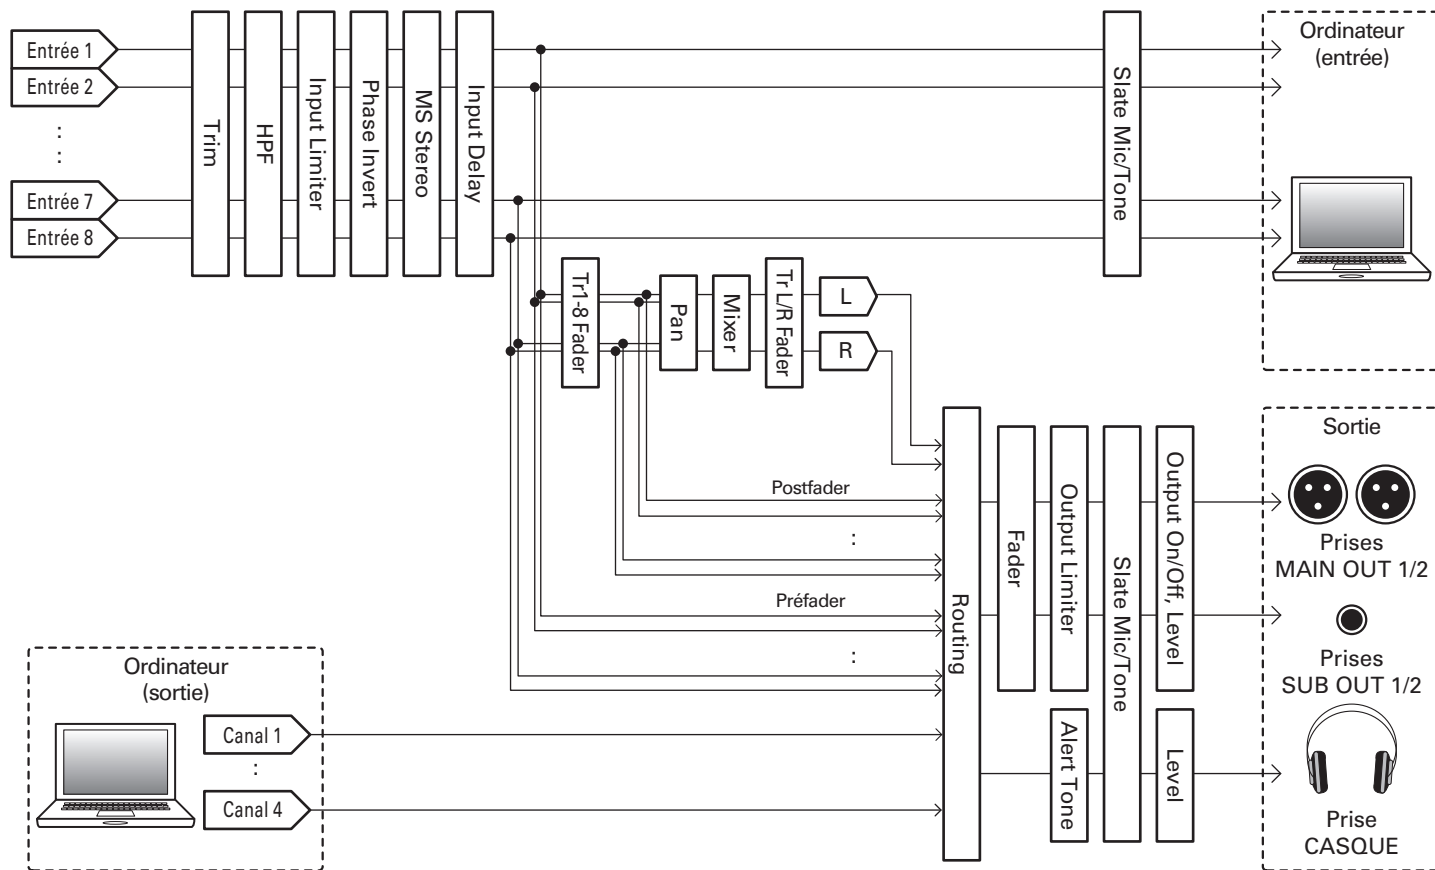 Entrée 1
Entrée 2
:
:
Entrée 7
Entrée 8
Trim
HPF
Input Limiter
Phase Invert
MS Stereo
Input Delay
Slate Mic/Tone
Ordinateur
(entrée)
Tr1-8 Fader
Pan
Mixer
Tr L/R Fader
L
R
Postfader
:
Préfader
:
Routing
Fader
Output Limiter
Alert Tone
Slate Mic/Tone
Output On/Off, Level
Level
Sortie
Prises
MAIN OUT 1/2
Prises
SUB OUT 1/2
Prise
CASQUE
Ordinateur
(sortie)
Canal 1
:
Canal 4